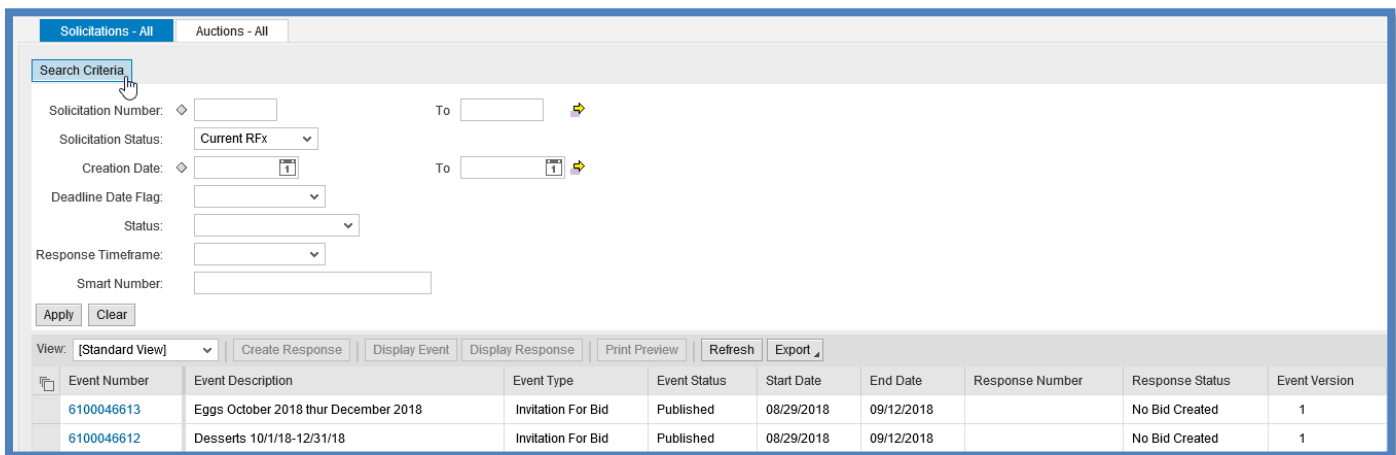 Solicitations - All Auctions - All
Search Criteria
Solicitation Number: To
Solicitation Status: Current RFx
Creation Date: 1 To 1
Deadline Date Flag:
Status:
Response Timeframe:
Smart Number:
Apply Clear
View: [Standard View] Create Response Display Event Display Response Print Preview Refresh Export
Event Number Event Description Event Type Event Status Start Date End Date Response Number Response Status Event Version
6100046613 Eggs October 2018 thur December 2018 Invitation For Bid Published 08/29/2018 09/12/2018 No Bid Created 1
6100046612 Desserts 10/1/18-12/31/18 Invitation For Bid Published 08/29/2018 09/12/2018 No Bid Created 1